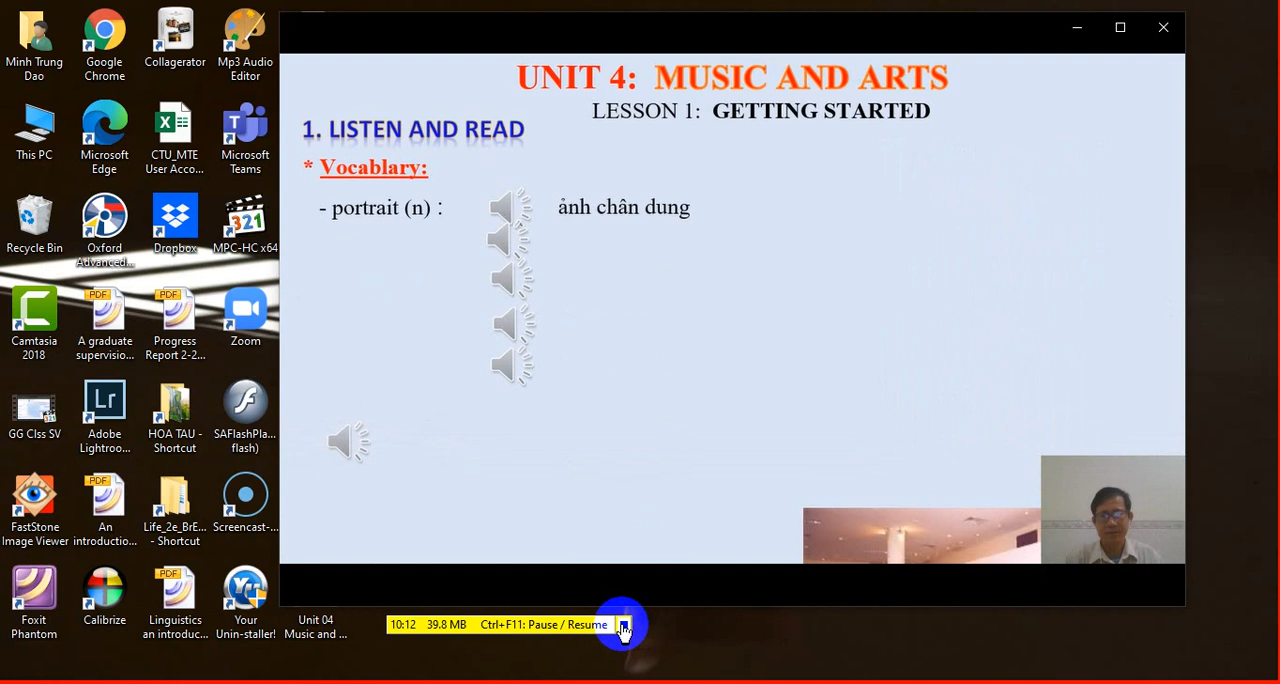 Minh Trung
Dao
Google
Chrome
Collagerator
Mp3 Audio
Editor
This PC
Microsoft
Edge
CTU_MTE
User Acco...
Microsoft
Teams
Recycle Bin
Oxford
Advanced...
Dropbox
MPC-HC x64
321
Camtasia
2018
PDF
A graduate
supervisio...
PDF
Progress
Report 2-2...
Zoom
GG Clss SV
Lr
Adobe
Lightroo...
HOA TAU -
Shortcut
SAFlashPla...
flash)
FastStone
Image Viewer
PDF
An
introductio...
Life_2e_BrE...
- Shortcut
Screencast-...
Foxit
Phantom
Calibrize
PDF
Linguistics
an introduc...
Your
Unin-staller!
Unit 04
Music and ...
UNIT 4: MUSIC AND ARTS
LESSON 1: GETTING STARTED
1. LISTEN AND READ
* Vocablary:
- portrait (n) : ảnh chân dung
10:12 39.8 MB Ctrl+F11: Pause / Resume